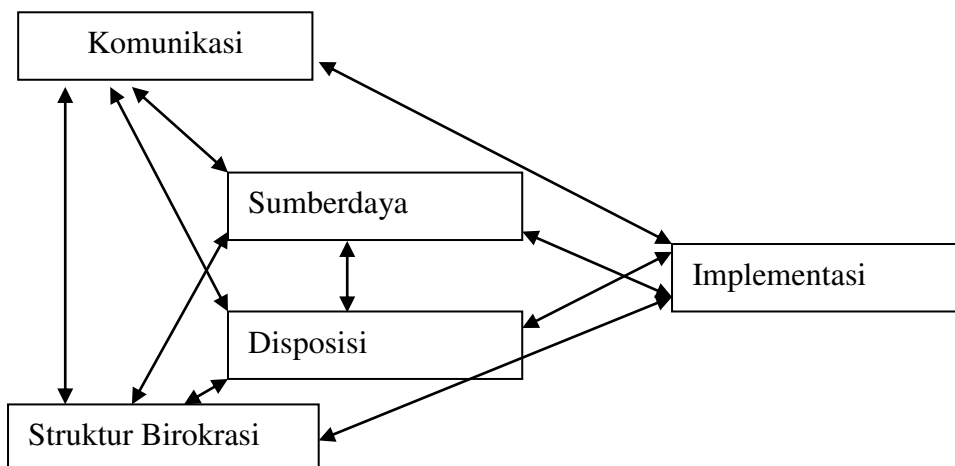 Komunikasi
Sumberdaya
Implementasi
Disposisi
Struktur Birokrasi